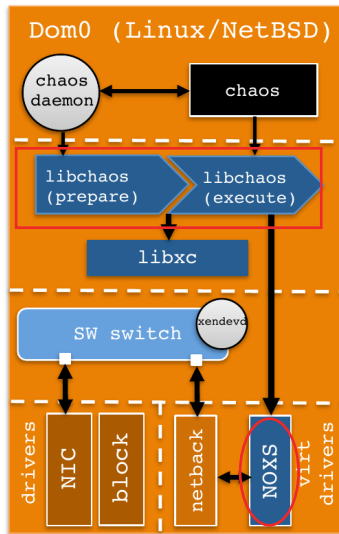 Dom0 (Linux/NetBSD)
chaos
daemon
chaos
libchaos
(prepare)
libchaos
(execute)
libxc
xendevd
SW switch
drivers
NIC
block
netback
NOXS
virt
drivers